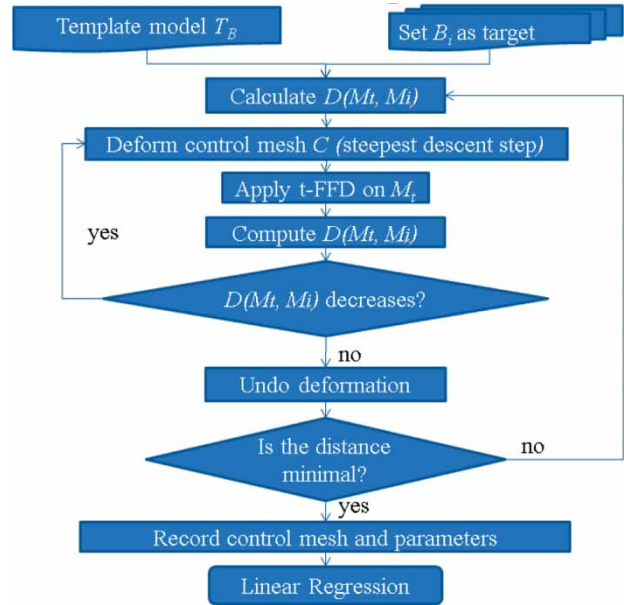 Template model T_B
Set B_i as target
Calculate D(Mt, Mi)
Deform control mesh C (steepest descent step)
Apply t-FFD on M_t
yes
Compute D(Mt, Mi)
D(Mt, Mi) decreases?
no
Undo deformation
Is the distance
minimal?
no
yes
Record control mesh and parameters
Linear Regression